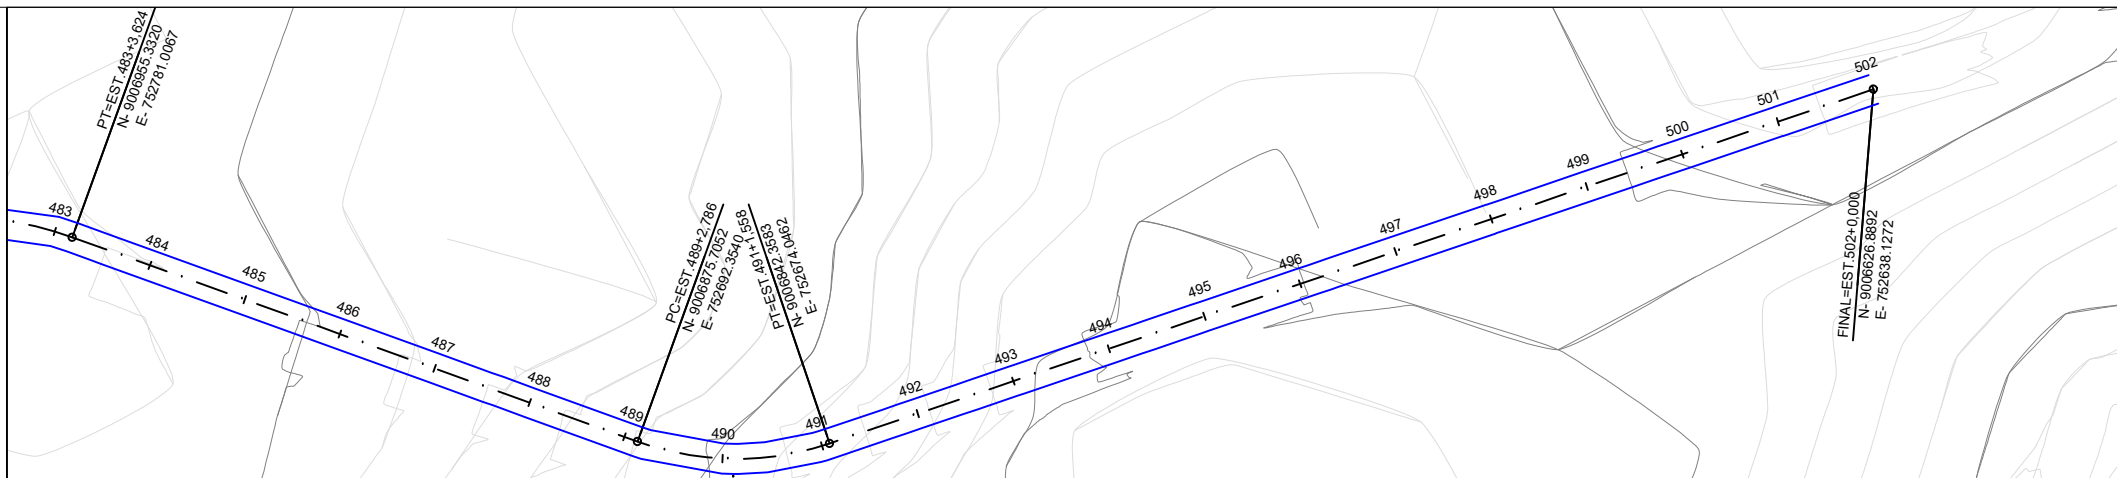 PT=EST.483+3,624
N- 9006955.3320
E- 752781.0067
PC=EST.489+2,786
N- 9006875.7052
E- 752692.3540
PT=EST.491+1,558
N- 9006842.3583
E- 752674.0462
FINAL=EST.502+0,000
N- 9006626.8892
E- 752638.1272
483
484
485
486
487
488
489
490
491
492
493
494
495
496
497
498
499
500
501
502